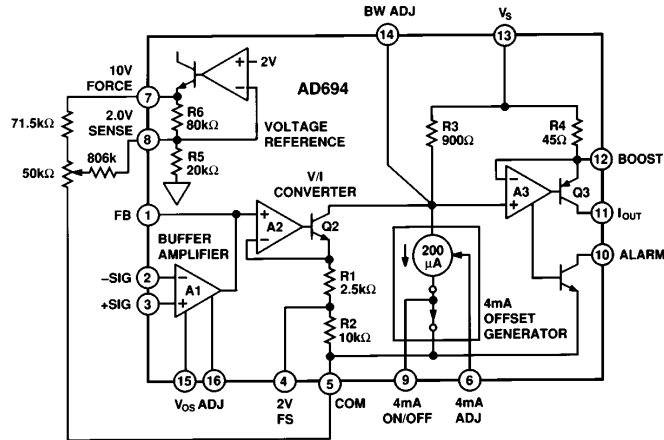 BW ADJ
V_S
14
13
10V
FORCE
7
2V
AD694
R6
80kΩ
2.0V
SENSE
8
VOLTAGE
REFERENCE
71.5kΩ
50kΩ
806k
R5
20kΩ
R3
900Ω
R4
45Ω
12
BOOST
A3
Q3
11
I_OUT
V/I
CONVERTER
FB
1
A2
Q2
BUFFER
AMPLIFIER
–SIG
2
+SIG
3
A1
R1
2.5kΩ
R2
10kΩ
200
μA
ALARM
10
4mA
OFFSET
GENERATOR
15
16
4
5
9
6
V_OS ADJ
2V
FS
COM
4mA
ON/OFF
4mA
ADJ